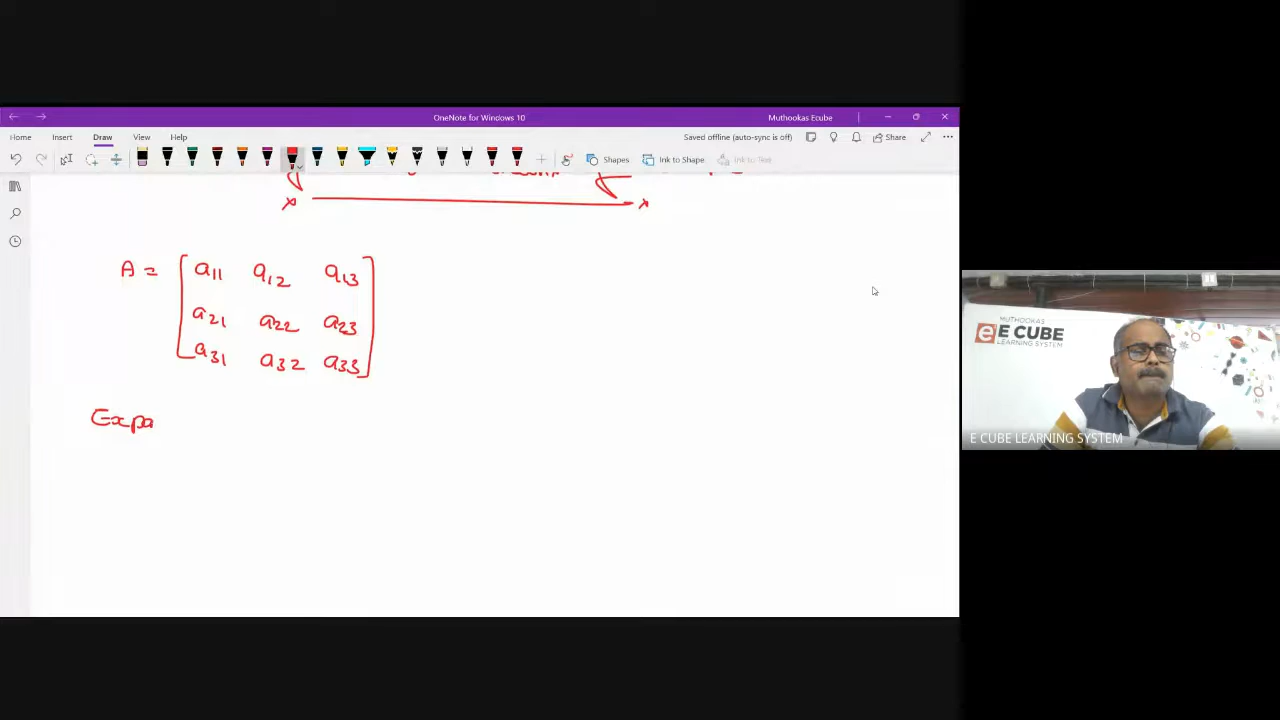 OneNote for Windows 10
Muthookas Ecube
Home Insert Draw View Help
Saved offline (auto-sync is off)
Share
Shapes
Ink to Shape
Ink to Text
A = [ a11 a12 a13
a21 a22 a23
a31 a32 a33 ]
Expa
MUTHOOKAS
e E CUBE
LEARNING SYSTEM
E CUBE LEARNING SYSTEM